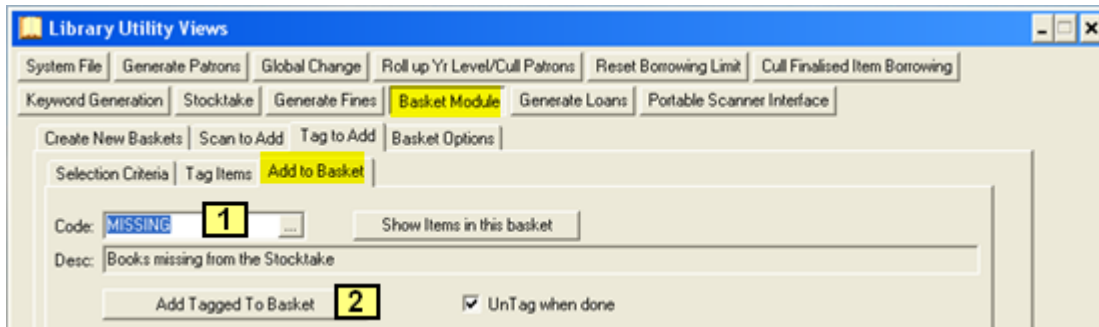 Library Utility Views
System File Generate Patrons Global Change Roll up Yr Level/Cull Patrons Reset Borrowing Limit Cull Finalised Item Borrowing
Keyword Generation Stocktake Generate Fines Basket Module Generate Loans Portable Scanner Interface
Create New Baskets Scan to Add Tag to Add Basket Options
Selection Criteria Tag Items Add to Basket
Code: MISSING 1 ... Show Items in this basket
Desc: Books missing from the Stocktake
Add Tagged To Basket 2 UnTag when done